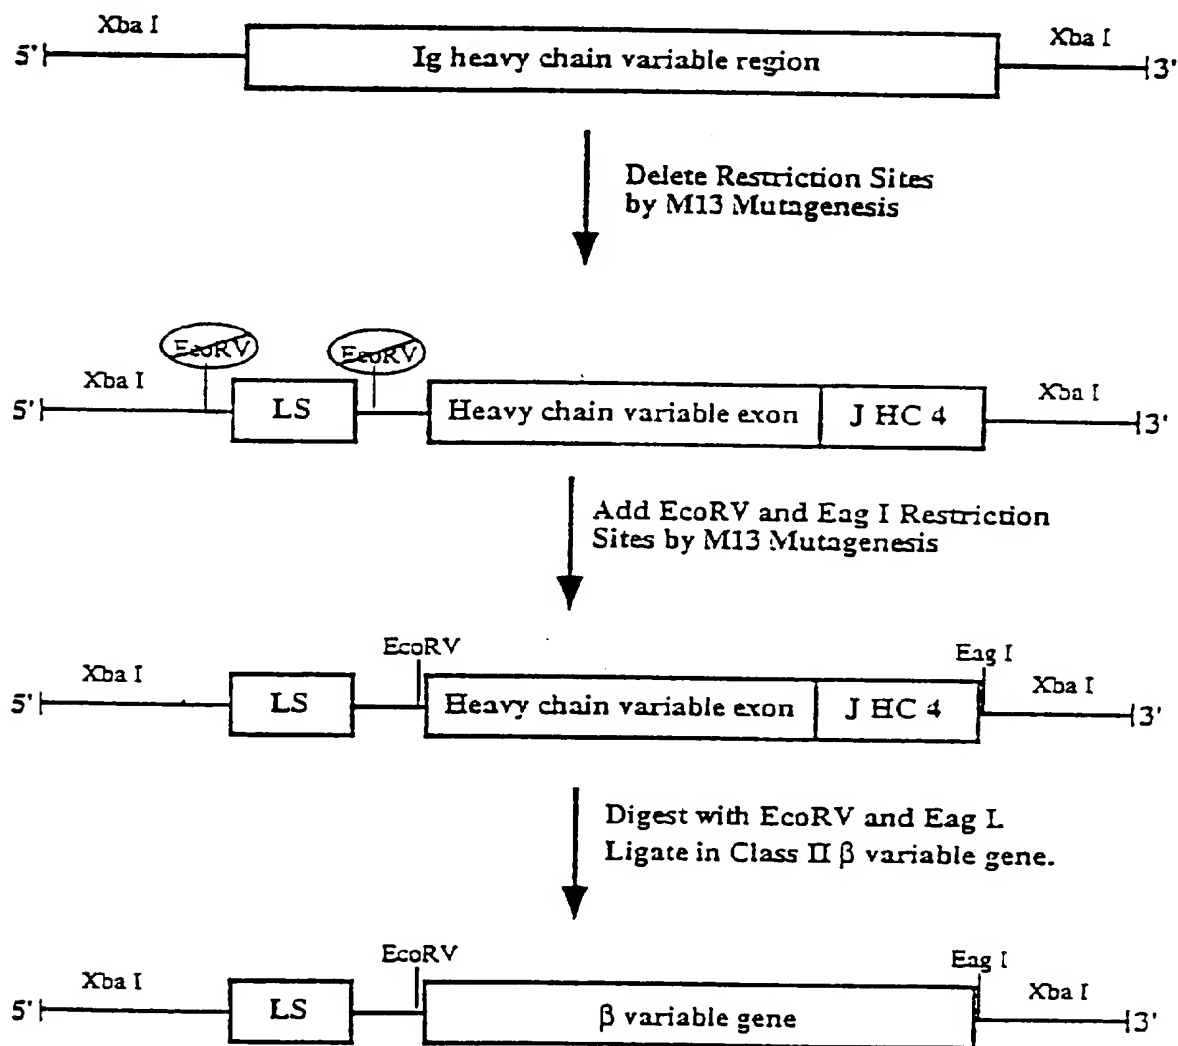 Xba I
Xba I
5' Ig heavy chain variable region 3'
Delete Restriction Sites
by M13 Mutagenesis
EcoRV EcoRV
Xba I Xba I
5' LS Heavy chain variable exon J HC 4 3'
Add EcoRV and Eag I Restriction
Sites by M13 Mutagenesis
EcoRV Eag I
Xba I Xba I
5' LS Heavy chain variable exon J HC 4 3'
Digest with EcoRV and Eag I.
Ligate in Class II β variable gene.
EcoRV Eag I
Xba I Xba I
5' LS β variable gene 3'